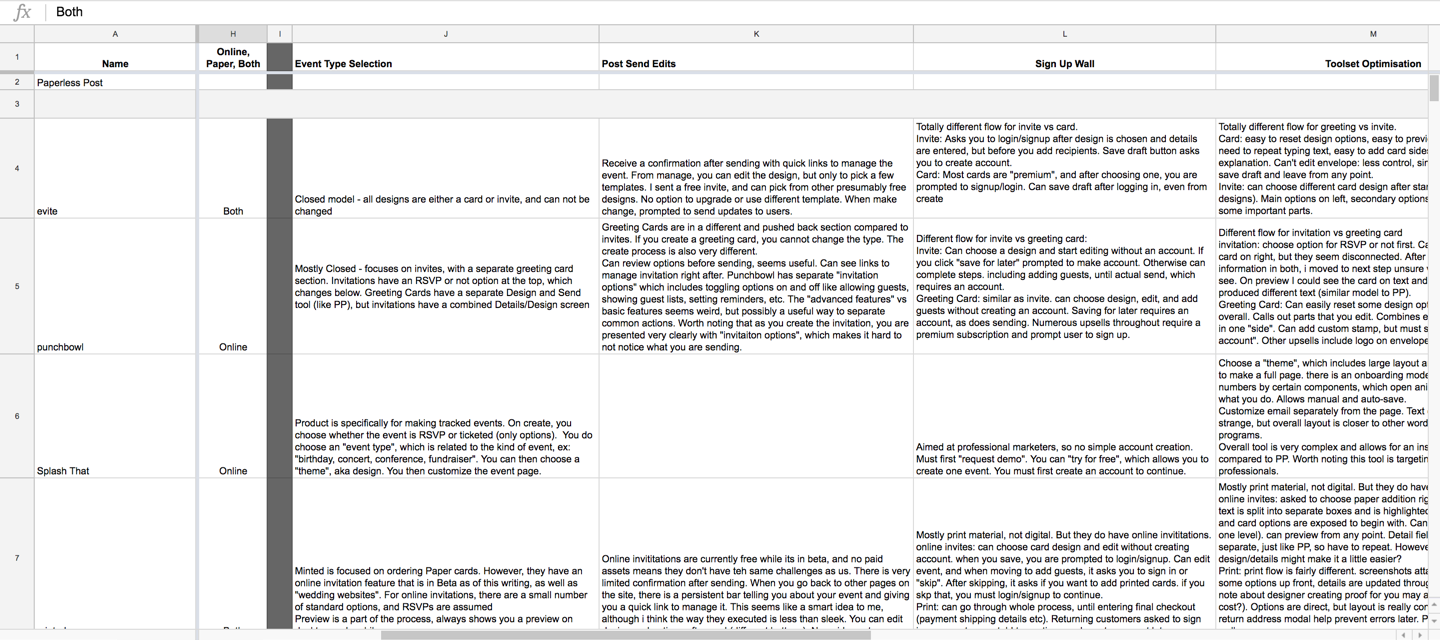 fx Both
A H I J K L M
1 Name Online, Paper, Both Event Type Selection Post Send Edits Sign Up Wall Toolset Optimisation
2 Paperless Post
3
4
evite
Both
Closed model - all designs are either a card or invite, and can not be
changed
Receive a confirmation after sending with quick links to manage the
event. From manage, you can edit the design, but only to pick a few
templates. I sent a free invite, and can pick from other presumably free
designs. No option to upgrade or use different template. When make
change, prompted to send updates to users.
Totally different flow for invite vs card.
Invite: Asks you to login/signup after design is chosen and details
are entered, but before you add recipients. Save draft button asks
you to create account.
Card: Most cards are "premium", and after choosing one, you are
prompted to signup/login. Can save draft after logging in, even from
create
Totally different flow for greeting vs invite.
Card: easy to reset design options, easy to previ
need to repeat typing text, easy to add card sides
explanation. Can't edit envelope: less control, sin
save draft and leave from any point.
Invite: can choose different card design after star
designs). Main options on left, secondary options
some important parts.
5
punchbowl
Online
Mostly Closed - focuses on invites, with a separate greeting card
section. Invitations have an RSVP or not option at the top, which
changes below. Greeting Cards have a separate Design and Send
tool (like PP), but invitations have a combined Details/Design screen
Greeting Cards are in a different and pushed back section compared to
invites. If you create a greeting card, you cannot change the type. The
create process is also very different.
Can review options before sending, seems useful. Can see links to
manage invitation right after. Punchbowl has separate "invitation
options" which includes toggling options on and off like allowing guests,
showing guest lists, setting reminders, etc. The "advanced features" vs
basic features seems weird, but possibly a useful way to separate
common actions. Worth noting that as you create the invitation, you are
presented very clearly with "invitaiton options", which makes it hard to
not notice what you are sending.
Different flow for invite vs greeting card:
Invite: Can choose a design and start editing without an account. If
you click "save for later" prompted to make account. Otherwise can
complete steps. including adding guests, until actual send, which
requires an account.
Greeting Card: similar as invite. can choose design, edit, and add
guests without creating an account. Saving for later requires an
account, as does sending. Numerous upsells throughout require a
premium subscription and prompt user to sign up.
Different flow for invitation vs greeting card
invitation: choose option for RSVP or not first. Ca
card on right, but they seem disconnected. After
information in both, i moved to next step unsure
see. On preview I could see the card on text and
produced different text (similar model to PP).
Greeting Card: Can easily reset some design opt
overall. Calls out parts that you edit. Combines e
in one "side". Can add custom stamp, but must s
account". Other upsells include logo on envelope
6
Splash That
Online
Product is specifically for making tracked events. On create, you
choose whether the event is RSVP or ticketed (only options). You do
choose an "event type", which is related to the kind of event, ex:
"birthday, concert, conference, fundraiser". You can then choose a
"theme", aka design. You then customize the event page.
Aimed at professional marketers, so no simple account creation.
Must first "request demo". You can "try for free", which allows you to
create one event. You must first create an account to continue.
Choose a "theme", which includes large layout a
to make a full page. there is an onboarding mode
numbers by certain components, which open ani
what you do. Allows manual and auto-save.
Customize email separately from the page. Text
strange, but overall layout is closer to other word
programs.
Overall tool is very complex and allows for an ins
compared to PP. Worth noting this tool is targetin
professionals.
7
Minted is focused on ordering Paper cards. However, they have an
online invitation feature that is in Beta as of this writing, as well as
"wedding websites". For online invitations, there are a small number
of standard options, and RSVPs are assumed
Preview is a part of the process, always shows you a preview on
Online invititations are currently free while its in beta, and no paid
assets means they don't have teh same challenges as us. There is very
limited confirmation after sending. When you go back to other pages on
the site, there is a persistent bar telling you about your event and giving
you a quick link to manage it. This seems like a smart idea to me,
although i think the way they executed is less than sleek. You can edit
Mostly print material, not digital. But they do have online invititations.
online invites: can choose card design and edit without creating
account. when you save, you are prompted to login/signup. Can edit
event, and when moving to add guests, it asks you to sign in or
"skip". After skipping, it asks if you want to add printed cards. if you
skp that, you must login/signup to continue.
Print: can go through whole process, until entering final checkout
(payment shipping details etc). Returning customers asked to sign
Mostly print material, not digital. But they do have
online invites: asked to choose paper addition rig
text is split into separate boxes and is highlighted
and card options are exposed to begin with. Can
one level). can preview from any point. Detail fiel
separate, just like PP, so have to repeat. Howeve
design/details might make it a little easier?
Print: print flow is fairly different. screenshots atta
some options up front, details are updated throug
note about designer creating proof for you may a
cost?). Options are direct, but layout is really con
return address modal help prevent errors later. P